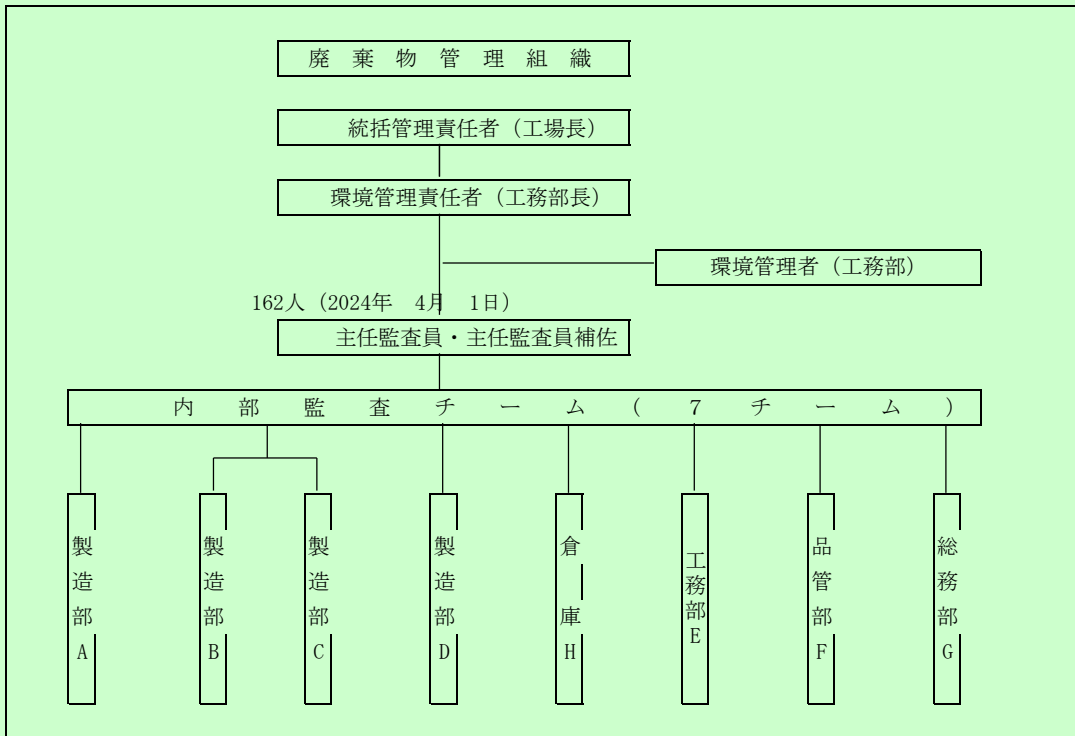 廃棄物管理組織
統括管理責任者（工場長）
環境管理責任者（工務部長）
環境管理者（工務部）
162人（2024年　4月　1日）
主任監査員・主任監査員補佐
内部監査チーム（７チーム）
製造部A
製造部B
製造部C
製造部D
倉庫H
工務部E
品管部F
総務部G